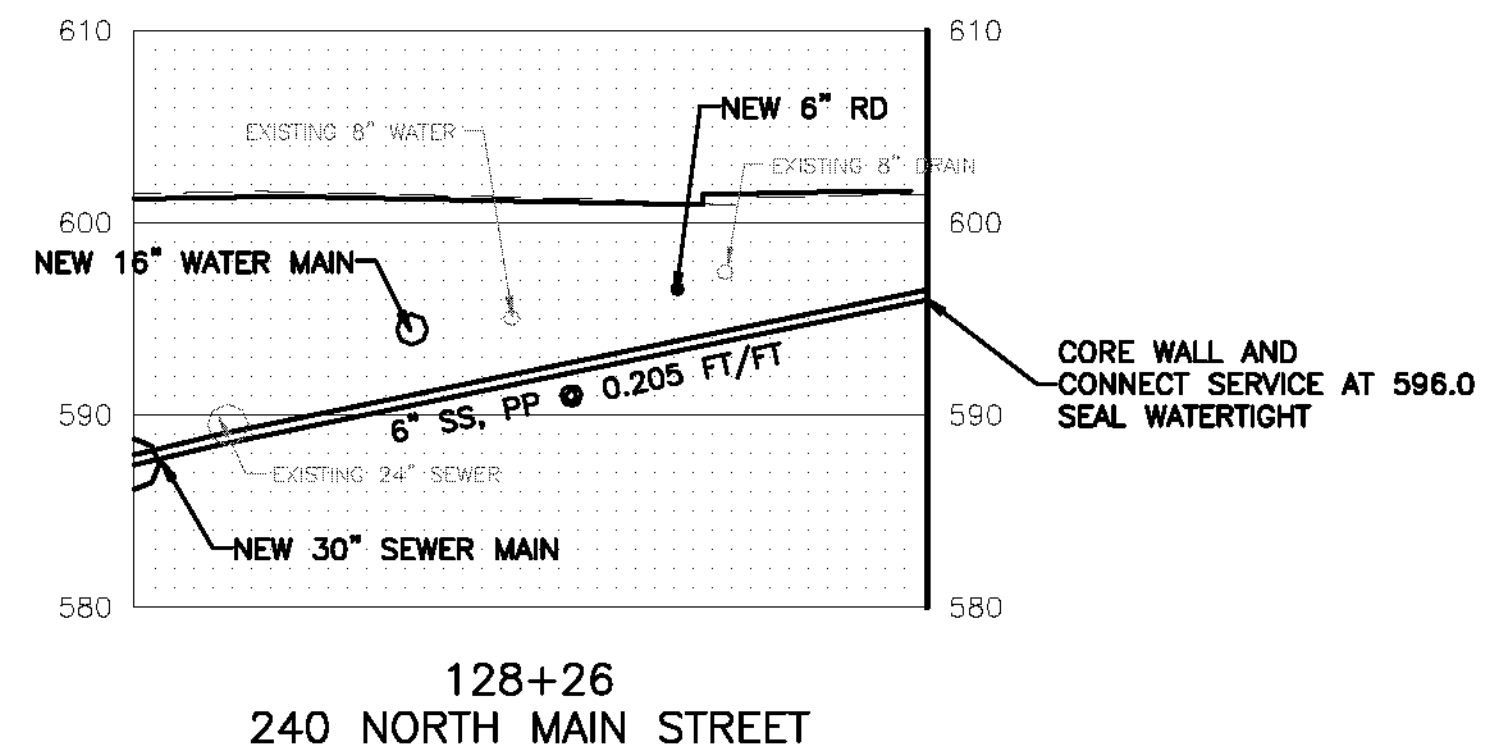 610 610
NEW 6" RD
EXISTING 8" WATER
EXISTING 8" DRAIN
600 600
NEW 16" WATER MAIN
CORE WALL AND
CONNECT SERVICE AT 596.0
SEAL WATERTIGHT
6" SS, PP @ 0.205 FT/FT
590 590
EXISTING 24" SEWER
NEW 30" SEWER MAIN
580 580
128+26
240 NORTH MAIN STREET